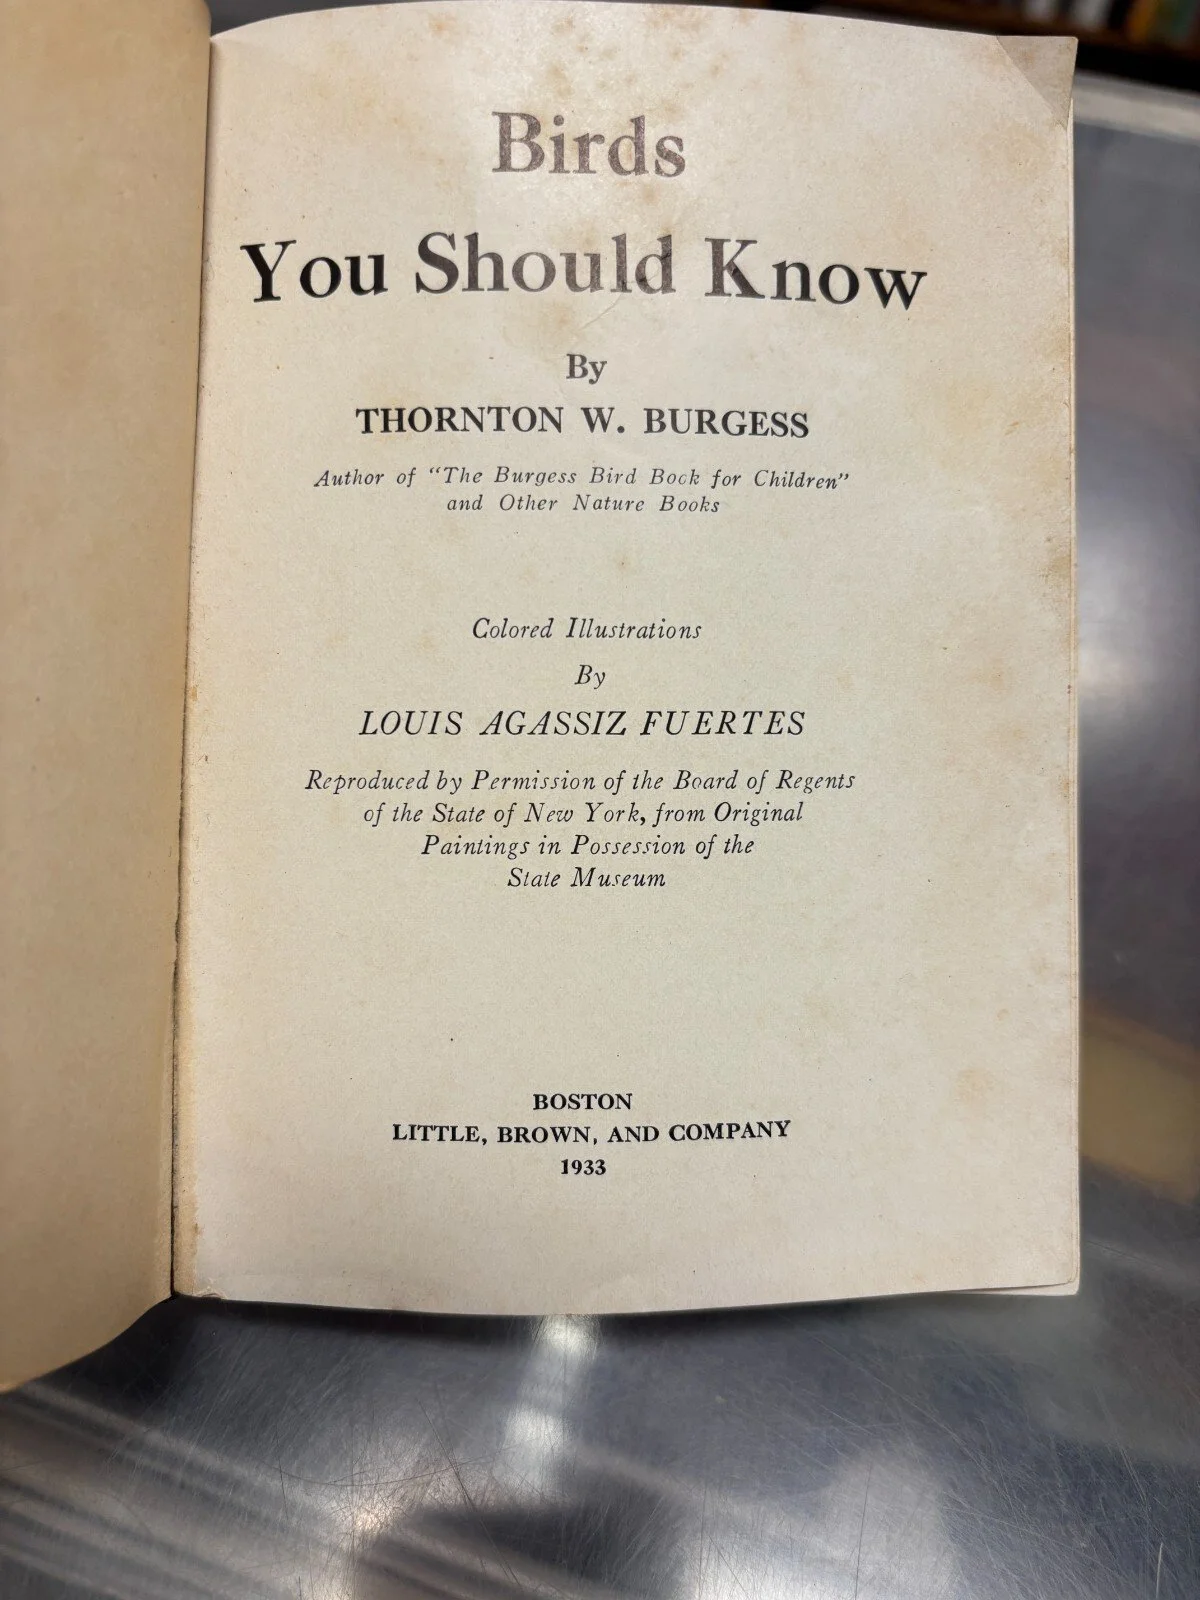 Birds
You Should Know
By
THORNTON W. BURGESS
Author of "The Burgess Bird Book for Children"
and Other Nature Books
Colored Illustrations
By
LOUIS AGASSIZ FUERTES
Reproduced by Permission of the Board of Regents
of the State of New York, from Original
Paintings in Possession of the
State Museum
BOSTON
LITTLE, BROWN, AND COMPANY
1933